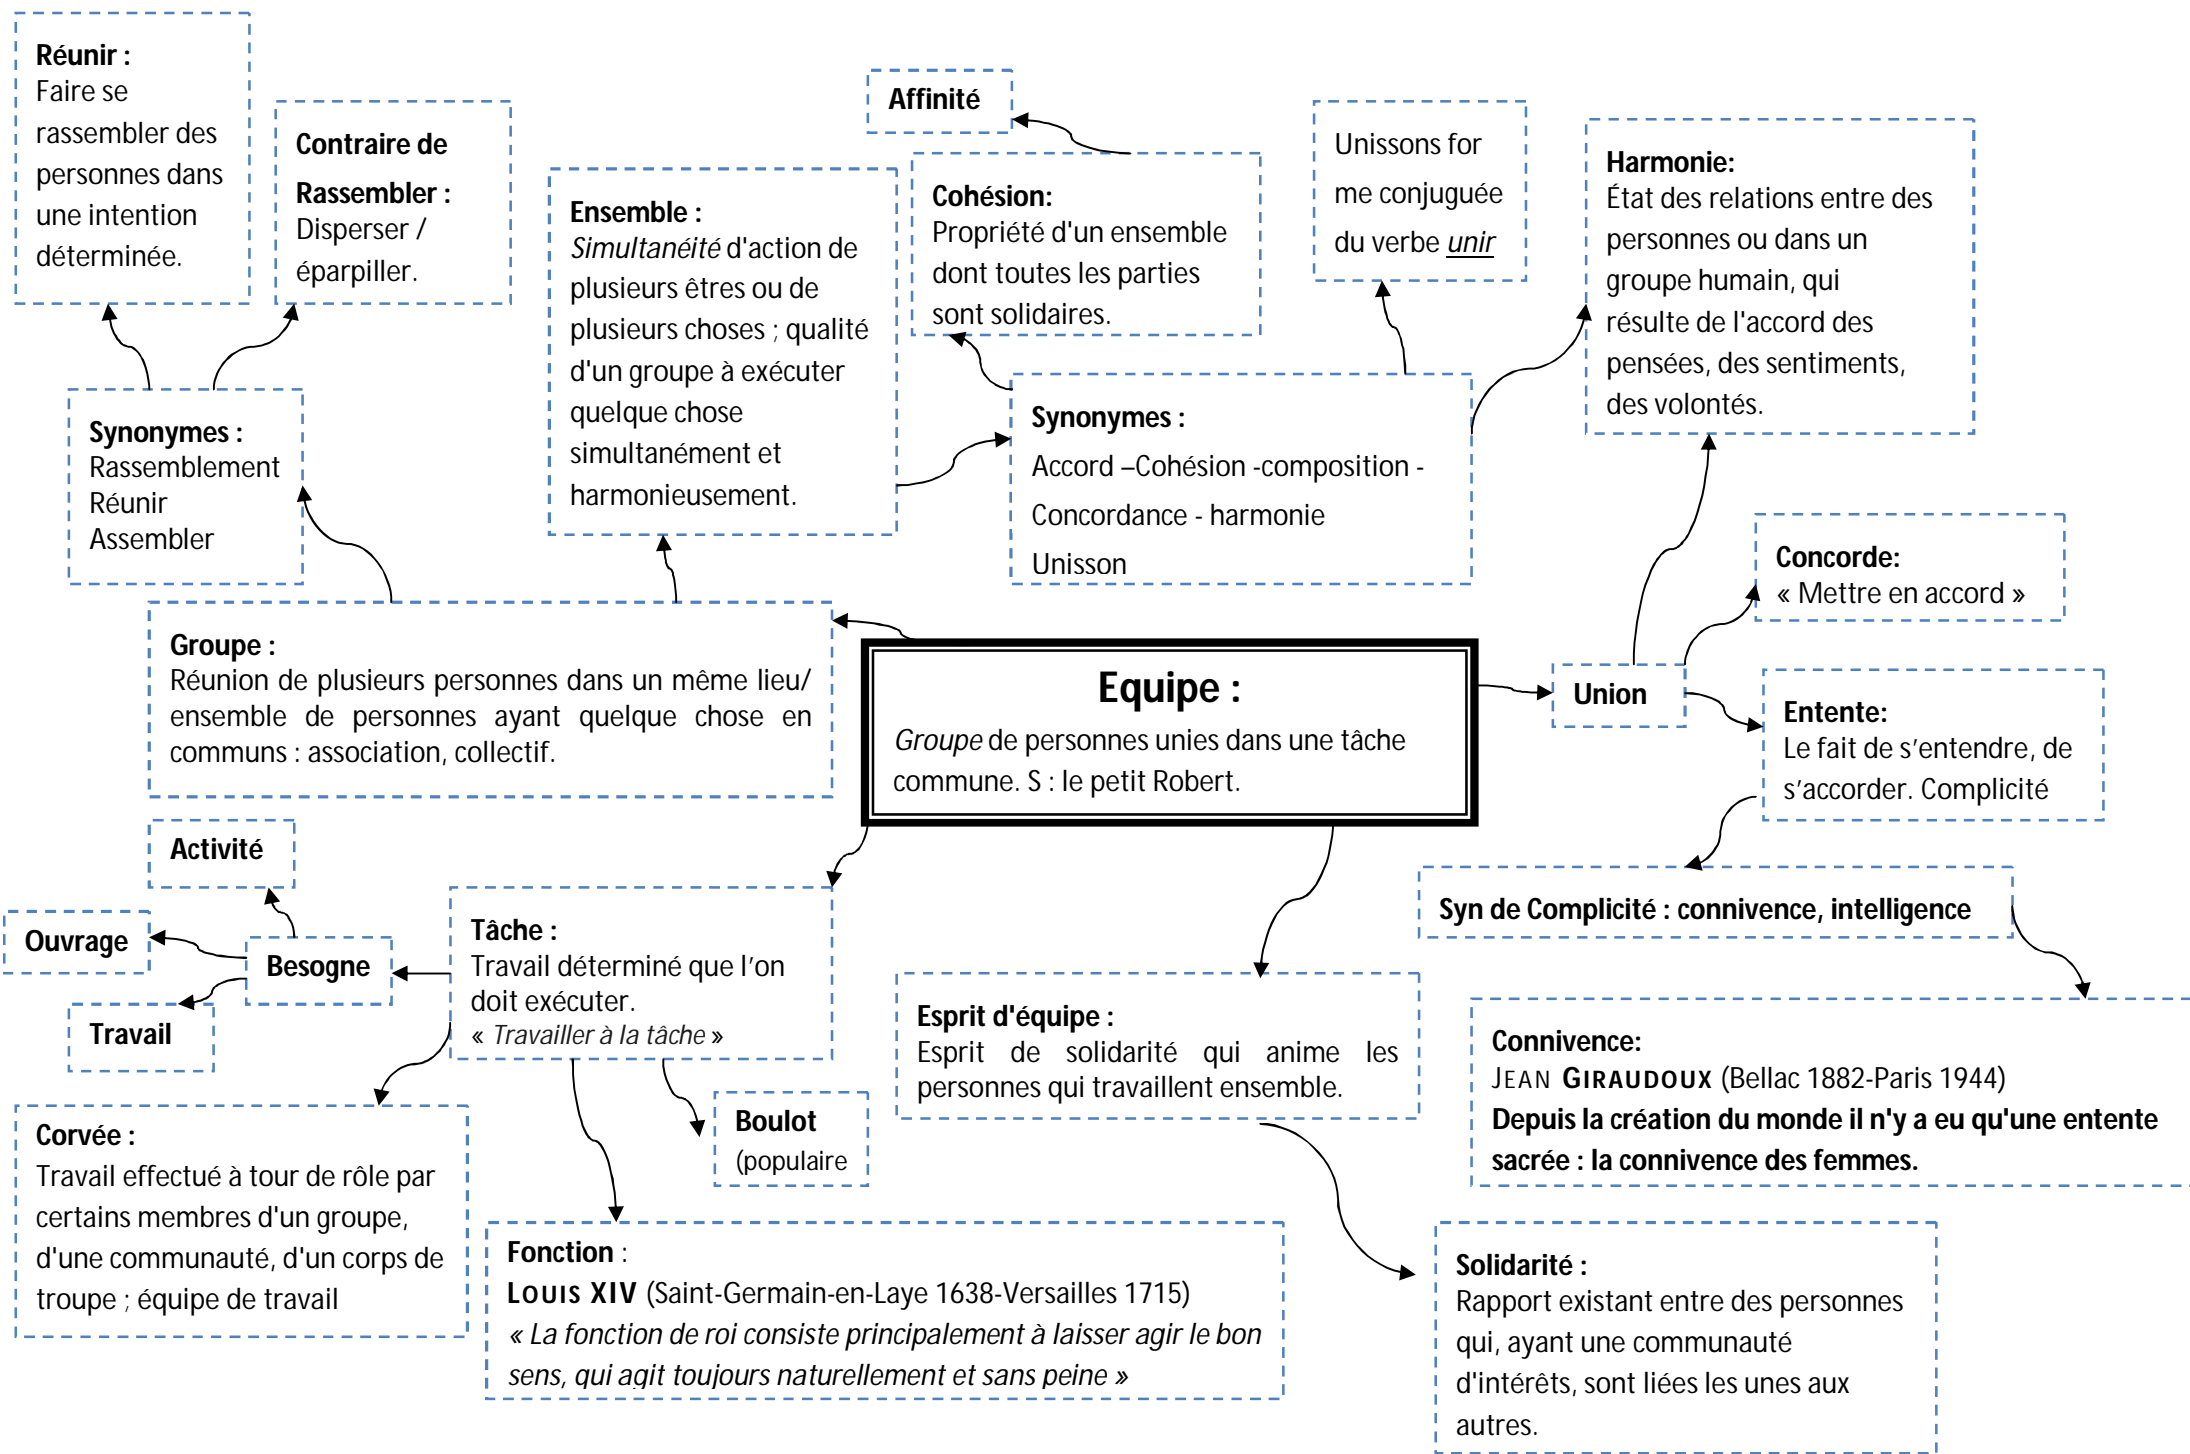 Réunir :
Faire se
rassembler des
personnes dans
une intention
déterminée.
Contraire de
Rassembler :
Disperser /
éparpiller.
Ensemble :
Simultanéité d'action de
plusieurs êtres ou de
plusieurs choses ; qualité
d'un groupe à exécuter
quelque chose
simultanément et
harmonieusement.
Affinité
Cohésion:
Propriété d'un ensemble
dont toutes les parties
sont solidaires.
Unissons for
me conjuguée
du verbe unir
Harmonie:
État des relations entre des
personnes ou dans un
groupe humain, qui
résulte de l'accord des
pensées, des sentiments,
des volontés.
Synonymes :
Rassemblement
Réunir
Assembler
Synonymes :
Accord –Cohésion -composition -
Concordance - harmonie
Unisson
Concorde:
« Mettre en accord »
Groupe :
Réunion de plusieurs personnes dans un même lieu/
ensemble de personnes ayant quelque chose en
communs : association, collectif.
Equipe :
Groupe de personnes unies dans une tâche
commune. S : le petit Robert.
Union
Entente:
Le fait de s’entendre, de
s’accorder. Complicité
Activité
Ouvrage
Besogne
Travail
Tâche :
Travail déterminé que l’on
doit exécuter.
« Travailler à la tâche »
Syn de Complicité : connivence, intelligence
Esprit d'équipe :
Esprit de solidarité qui anime les
personnes qui travaillent ensemble.
Connivence:
JEAN GIRAUDOUX (Bellac 1882-Paris 1944)
Depuis la création du monde il n'y a eu qu'une entente
sacrée : la connivence des femmes.
Corvée :
Travail effectué à tour de rôle par
certains membres d'un groupe,
d'une communauté, d'un corps de
troupe ; équipe de travail
Boulot
(populaire
Fonction :
LOUIS XIV (Saint-Germain-en-Laye 1638-Versailles 1715)
« La fonction de roi consiste principalement à laisser agir le bon
sens, qui agit toujours naturellement et sans peine »
Solidarité :
Rapport existant entre des personnes
qui, ayant une communauté
d'intérêts, sont liées les unes aux
autres.